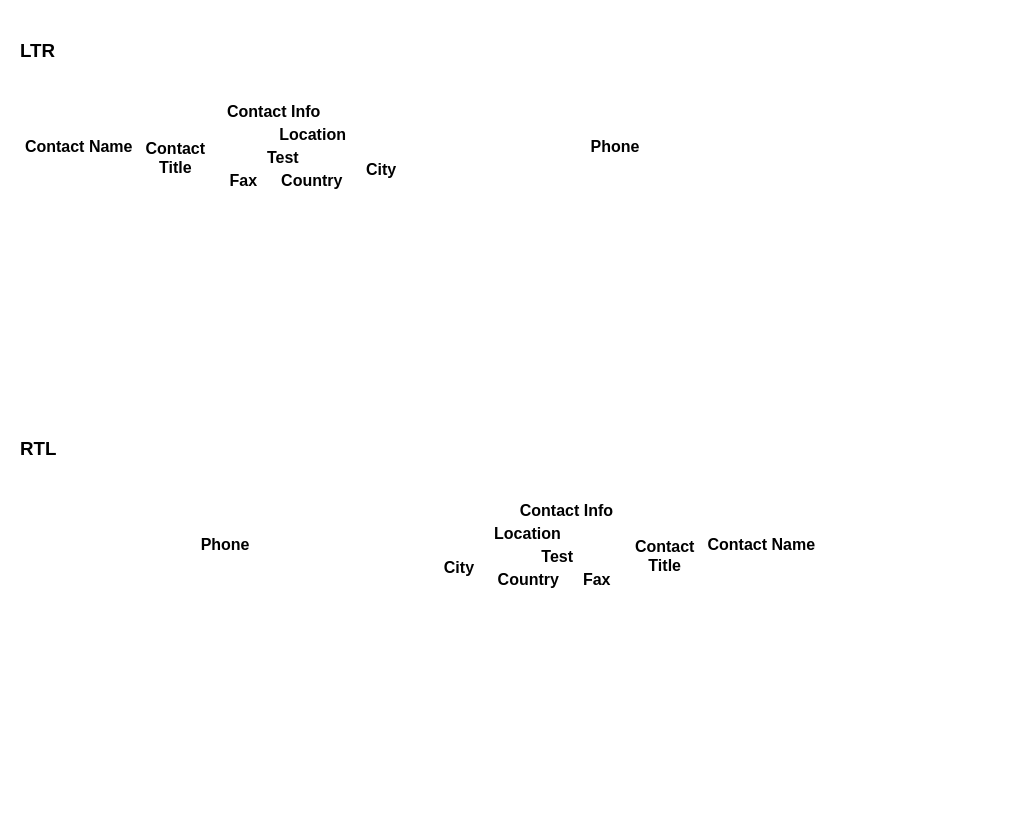 LTR
Contact Info
Location
Contact Name
Contact
Title
Test
Fax
Country
City
Phone
RTL
Contact Info
Location
Phone
City
Test
Country
Fax
Contact
Title
Contact Name